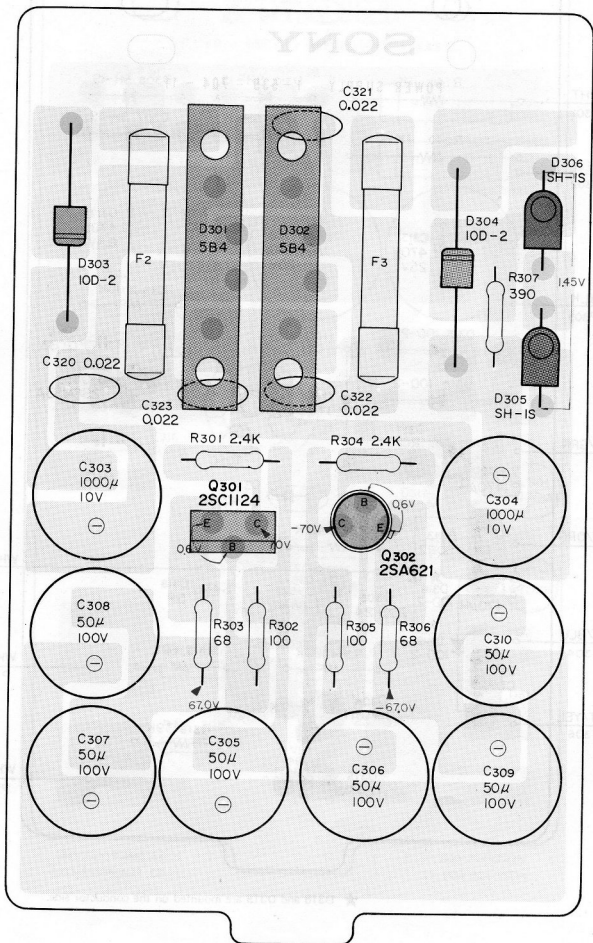 C321
0.022
D306
SH-1S
D301
5B4
D302
5B4
D304
10D-2
F2
F3
D303
10D-2
R307
390
1.45V
C320 0.022
C323
0.022
C322
0.022
D305
SH-1S
R301 2.4K
R304 2.4K
C303
1000μ
10V
⊖
Q301
2SC1124
E
C
B
0.6V
70V
-70V
B
C
E
0.6V
Q302
2SA621
⊖
C304
1000μ
10V
C308
50μ
100V
⊖
R303
68
R302
100
R305
100
R306
68
⊖
C310
50μ
100V
67.0V
-67.0V
C307
50μ
100V
⊖
C305
50μ
100V
⊖
⊖
C306
50μ
100V
⊖
C309
50μ
100V